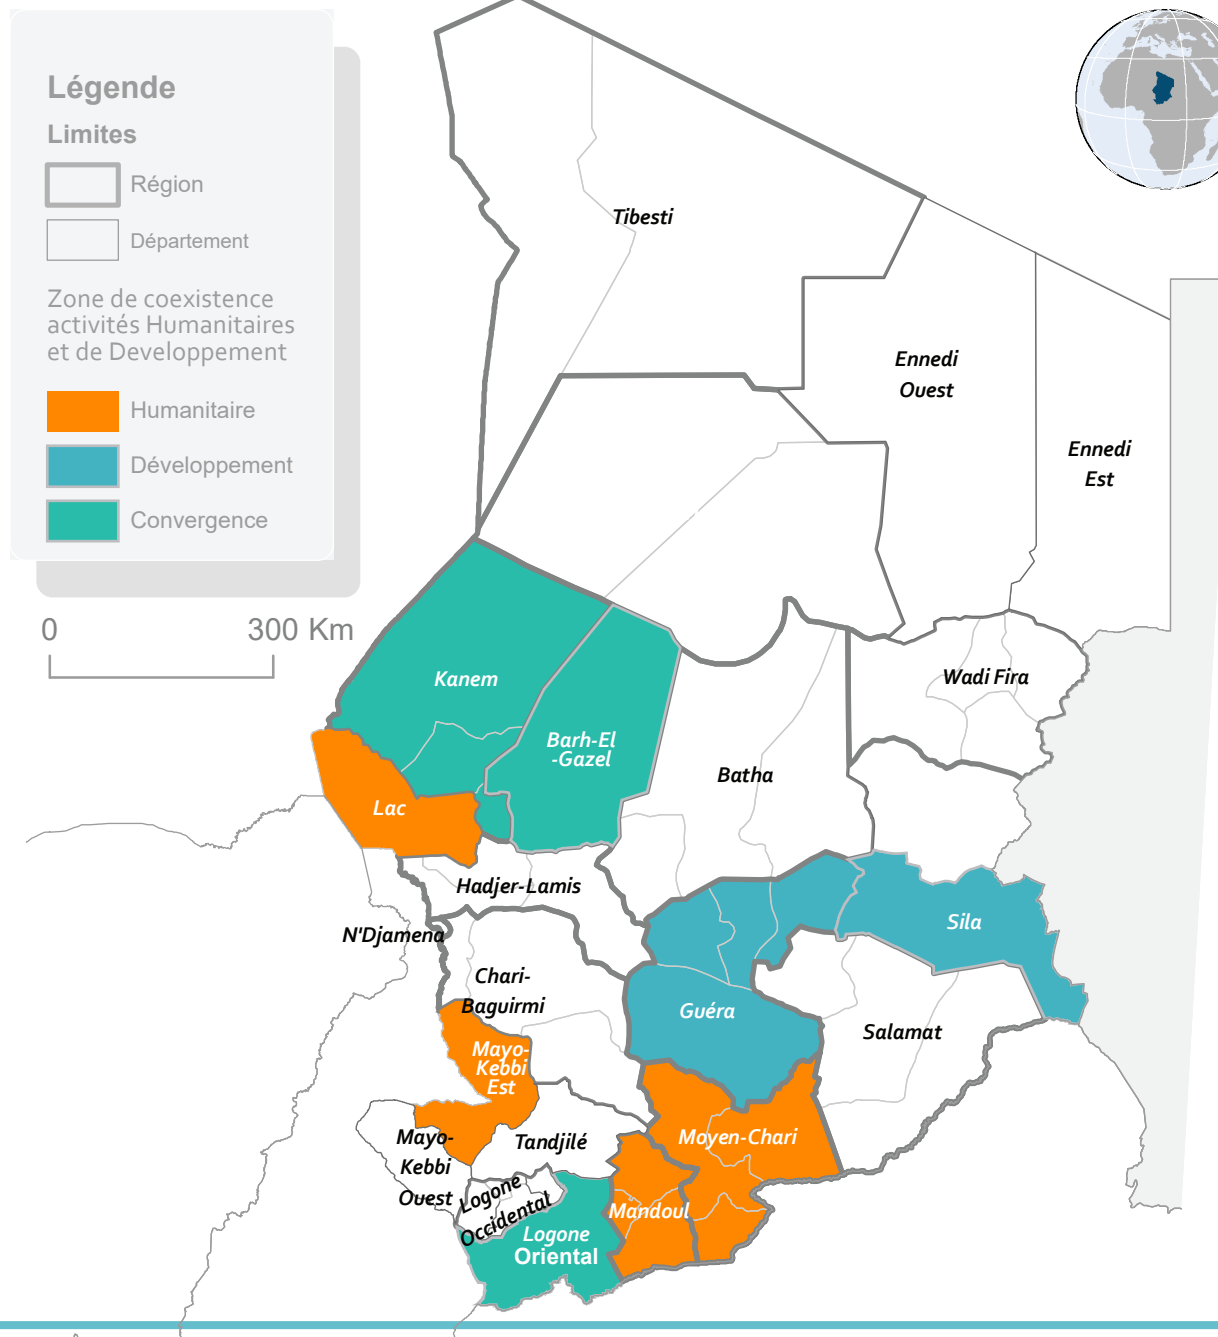 Légende
Limites
Région
Département
Zone de coexistence
activités Humanitaires
et de Developpement
Humanitaire
Développement
Convergence
0 300 Km
Tibesti
Ennedi
Ouest
Ennedi
Est
Kanem
Wadi Fira
Barh-El
-Gazel
Batha
Lac
Hadjer-Lamis
N'Djamena
Sila
Chari-
Baguirmi
Guéra
Salamat
Mayo-
Kebbi
Est
Mayo-
Kebbi
Ouest
Tandjilé
Moyen-Chari
Logone
Occidental
Mandoul
Logone
Oriental